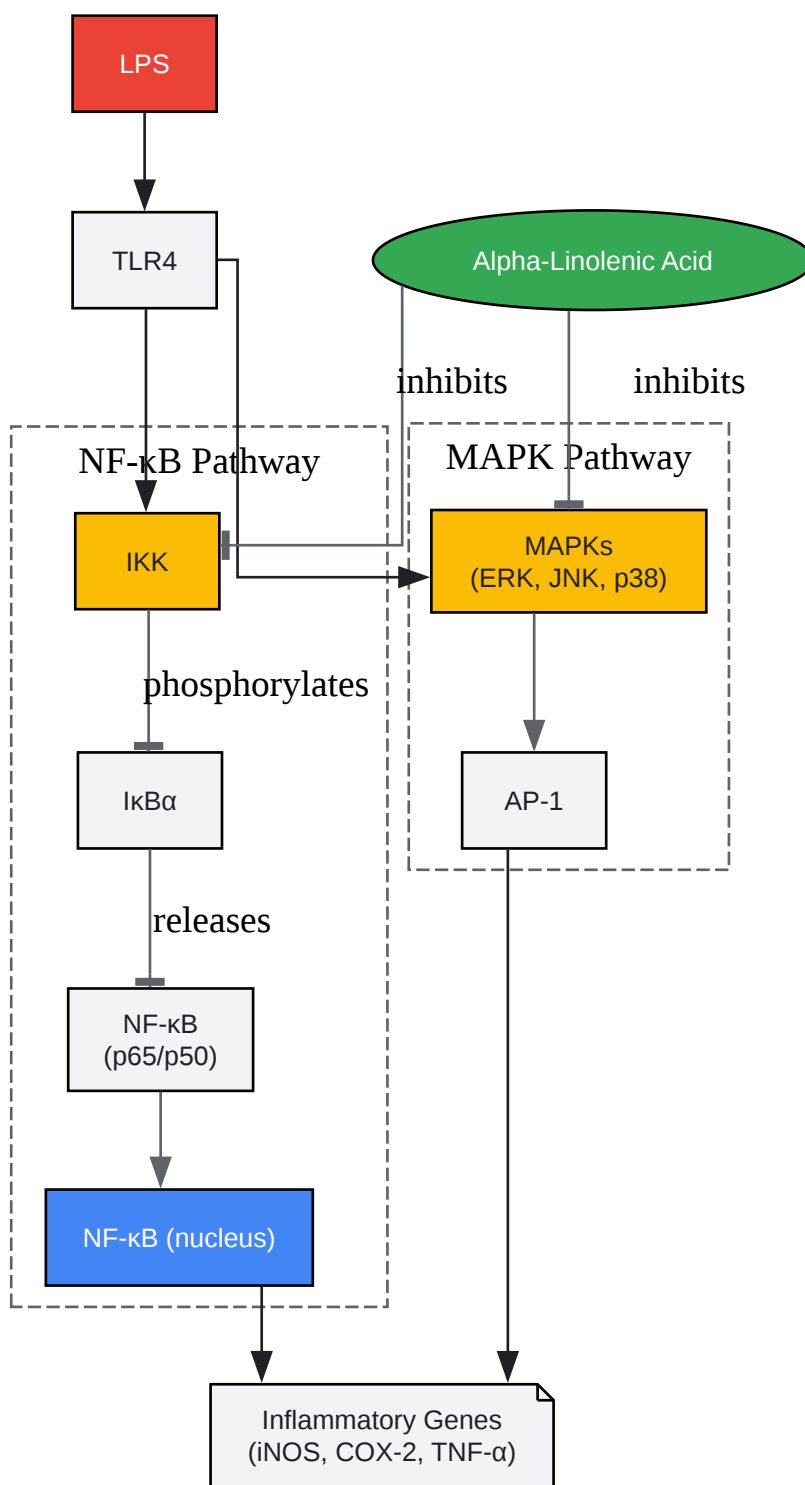 LPS
TLR4
Alpha-Linolenic Acid
inhibits
inhibits
NF-κB Pathway
MAPK Pathway
IKK
MAPKs
(ERK, JNK, p38)
phosphorylates
IκBα
AP-1
releases
NF-κB
(p65/p50)
NF-κB (nucleus)
Inflammatory Genes
(iNOS, COX-2, TNF-α)